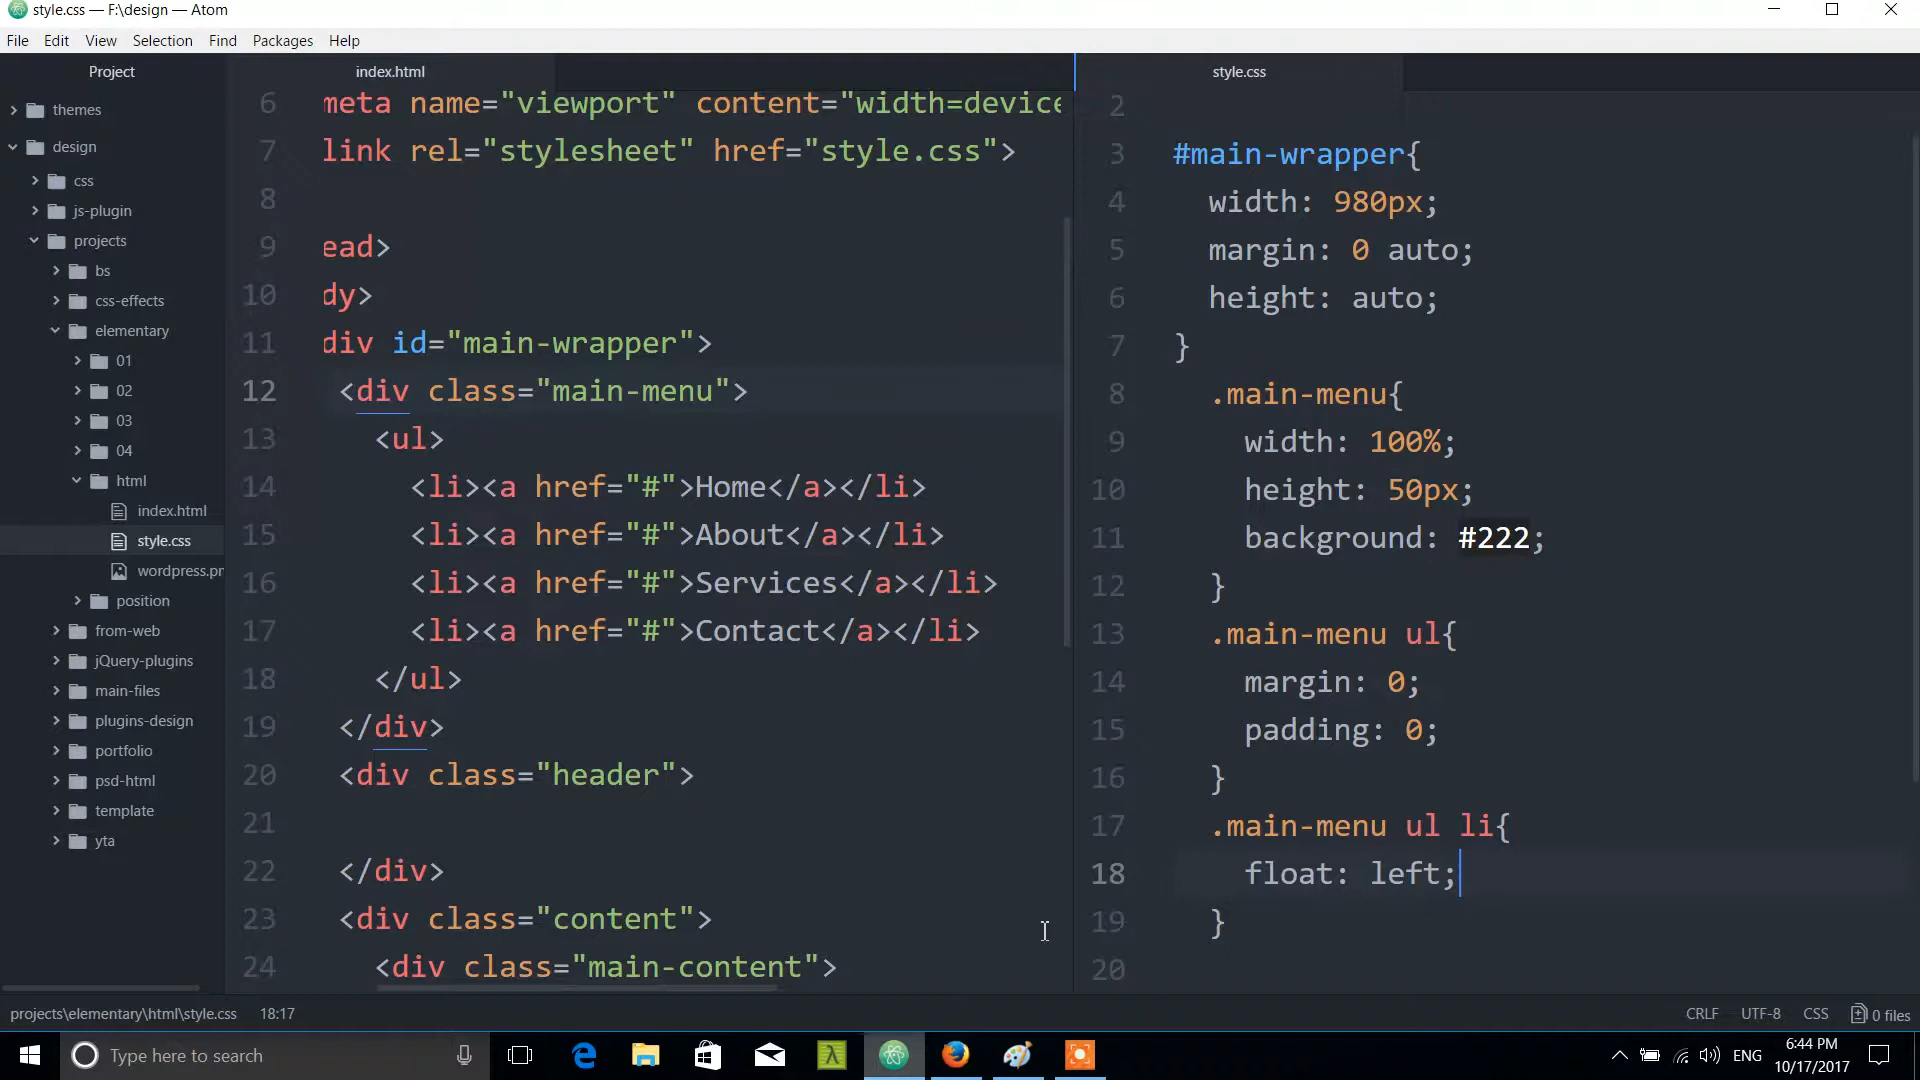 style.css — F:\design — Atom
File Edit View Selection Find Packages Help
Project
themes
design
css
js-plugin
projects
bs
css-effects
elementary
01
02
03
04
html
index.html
style.css
wordpress.pr
position
from-web
jQuery-plugins
main-files
plugins-design
portfolio
psd-html
template
yta
index.html
6 meta name="viewport" content="width=device
7 link rel="stylesheet" href="style.css">
8
9 ead>
10 dy>
11 div id="main-wrapper">
12 <div class="main-menu">
13 <ul>
14 <li><a href="#">Home</a></li>
15 <li><a href="#">About</a></li>
16 <li><a href="#">Services</a></li>
17 <li><a href="#">Contact</a></li>
18 </ul>
19 </div>
20 <div class="header">
21
22 </div>
23 <div class="content">
24 <div class="main-content">
style.css
2
3 #main-wrapper{
4 width: 980px;
5 margin: 0 auto;
6 height: auto;
7 }
8 .main-menu{
9 width: 100%;
10 height: 50px;
11 background: #222;
12 }
13 .main-menu ul{
14 margin: 0;
15 padding: 0;
16 }
17 .main-menu ul li{
18 float: left;
19 }
20
projects\elementary\html\style.css 18:17
CRLF UTF-8 CSS 0 files
Type here to search
ENG
6:44 PM
10/17/2017